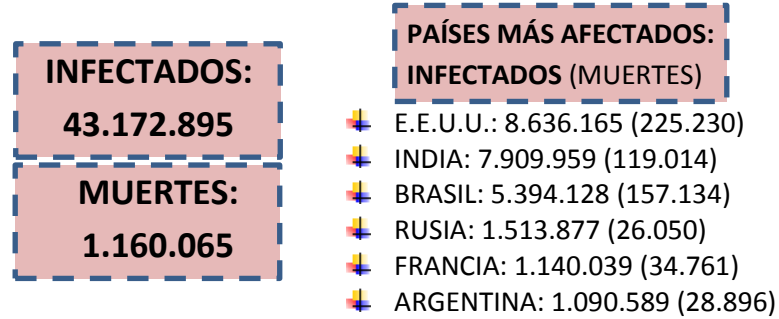 INFECTADOS:
43.172.895
MUERTES:
1.160.065
PAÍSES MÁS AFECTADOS:
INFECTADOS (MUERTES)
E.E.U.U.: 8.636.165 (225.230)
INDIA: 7.909.959 (119.014)
BRASIL: 5.394.128 (157.134)
RUSIA: 1.513.877 (26.050)
FRANCIA: 1.140.039 (34.761)
ARGENTINA: 1.090.589 (28.896)